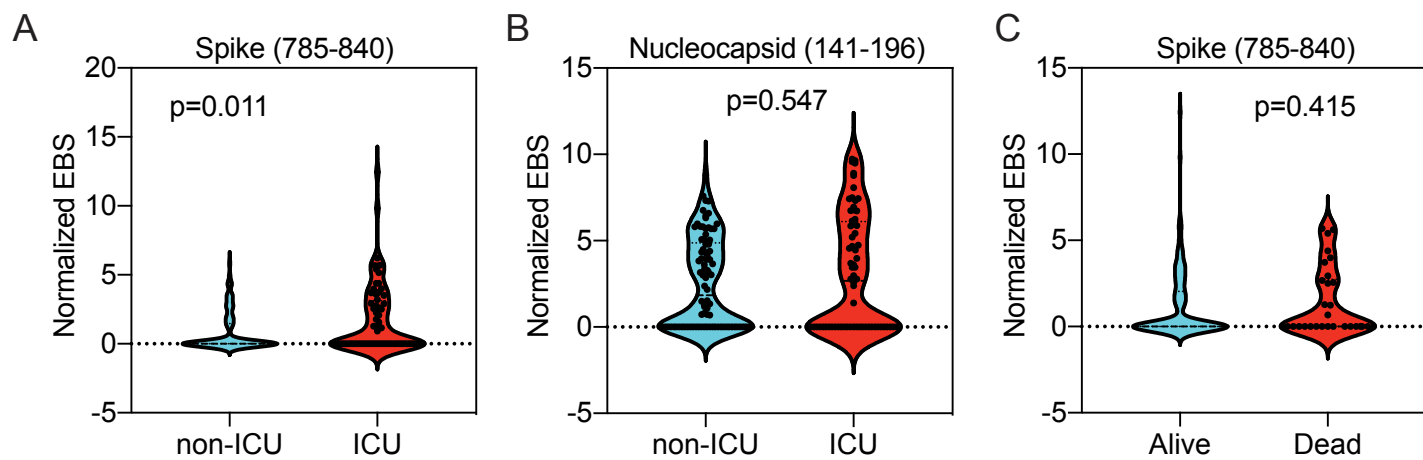 A
Spike (785-840)
Normalized EBS
20
15
10
5
0
-5
p=0.011
non-ICU
ICU
B
Nucleocapsid (141-196)
Normalized EBS
15
10
5
0
-5
p=0.547
non-ICU
ICU
C
Spike (785-840)
Normalized EBS
15
10
5
0
-5
p=0.415
Alive
Dead